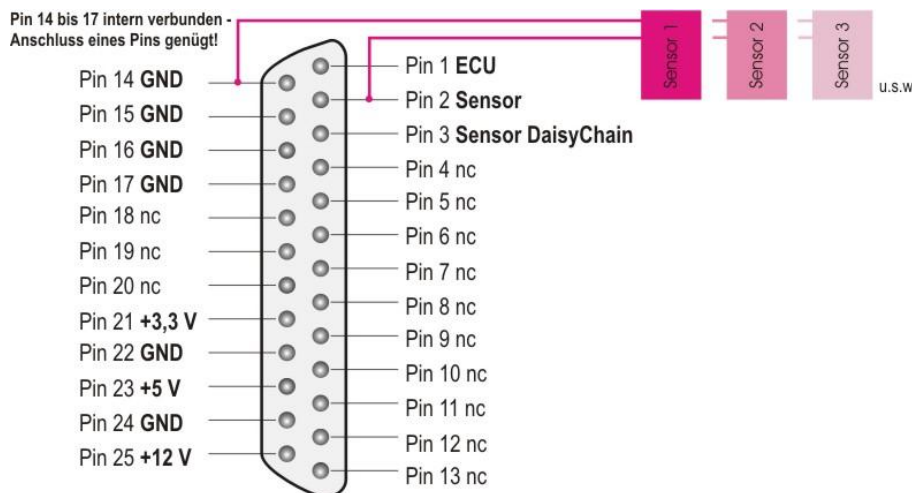 Pin 14 bis 17 intern verbunden -
Anschluss eines Pins genügt!
Pin 14 GND
Pin 15 GND
Pin 16 GND
Pin 17 GND
Pin 18 nc
Pin 19 nc
Pin 20 nc
Pin 21 +3,3 V
Pin 22 GND
Pin 23 +5 V
Pin 24 GND
Pin 25 +12 V
Pin 1 ECU
Pin 2 Sensor
Pin 3 Sensor DaisyChain
Pin 4 nc
Pin 5 nc
Pin 6 nc
Pin 7 nc
Pin 8 nc
Pin 9 nc
Pin 10 nc
Pin 11 nc
Pin 12 nc
Pin 13 nc
Sensor 1
Sensor 2
Sensor 3
u.s.w